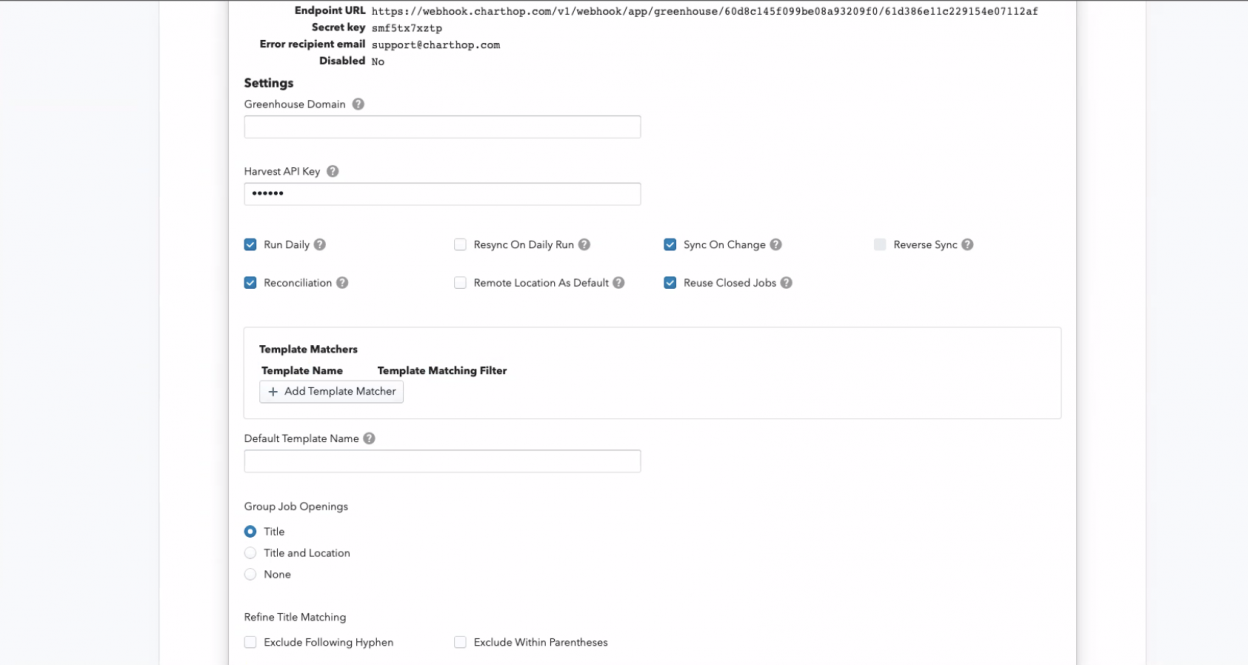 Endpoint URL https://webhook.charthop.com/v1/webhook/app/greenhouse/60d8c145f099be08a93209f0/61d386e11c229154e07112af
Secret key smf5tx7xztp
Error recipient email support@charthop.com
Disabled No
Settings
Greenhouse Domain ?
Harvest API Key ?
••••••
Run Daily ? Resync On Daily Run ? Sync On Change ? Reverse Sync ?
Reconciliation ? Remote Location As Default ? Reuse Closed Jobs ?
Template Matchers
Template Name Template Matching Filter
+ Add Template Matcher
Default Template Name ?
Group Job Openings
Title
Title and Location
None
Refine Title Matching
Exclude Following Hyphen Exclude Within Parentheses